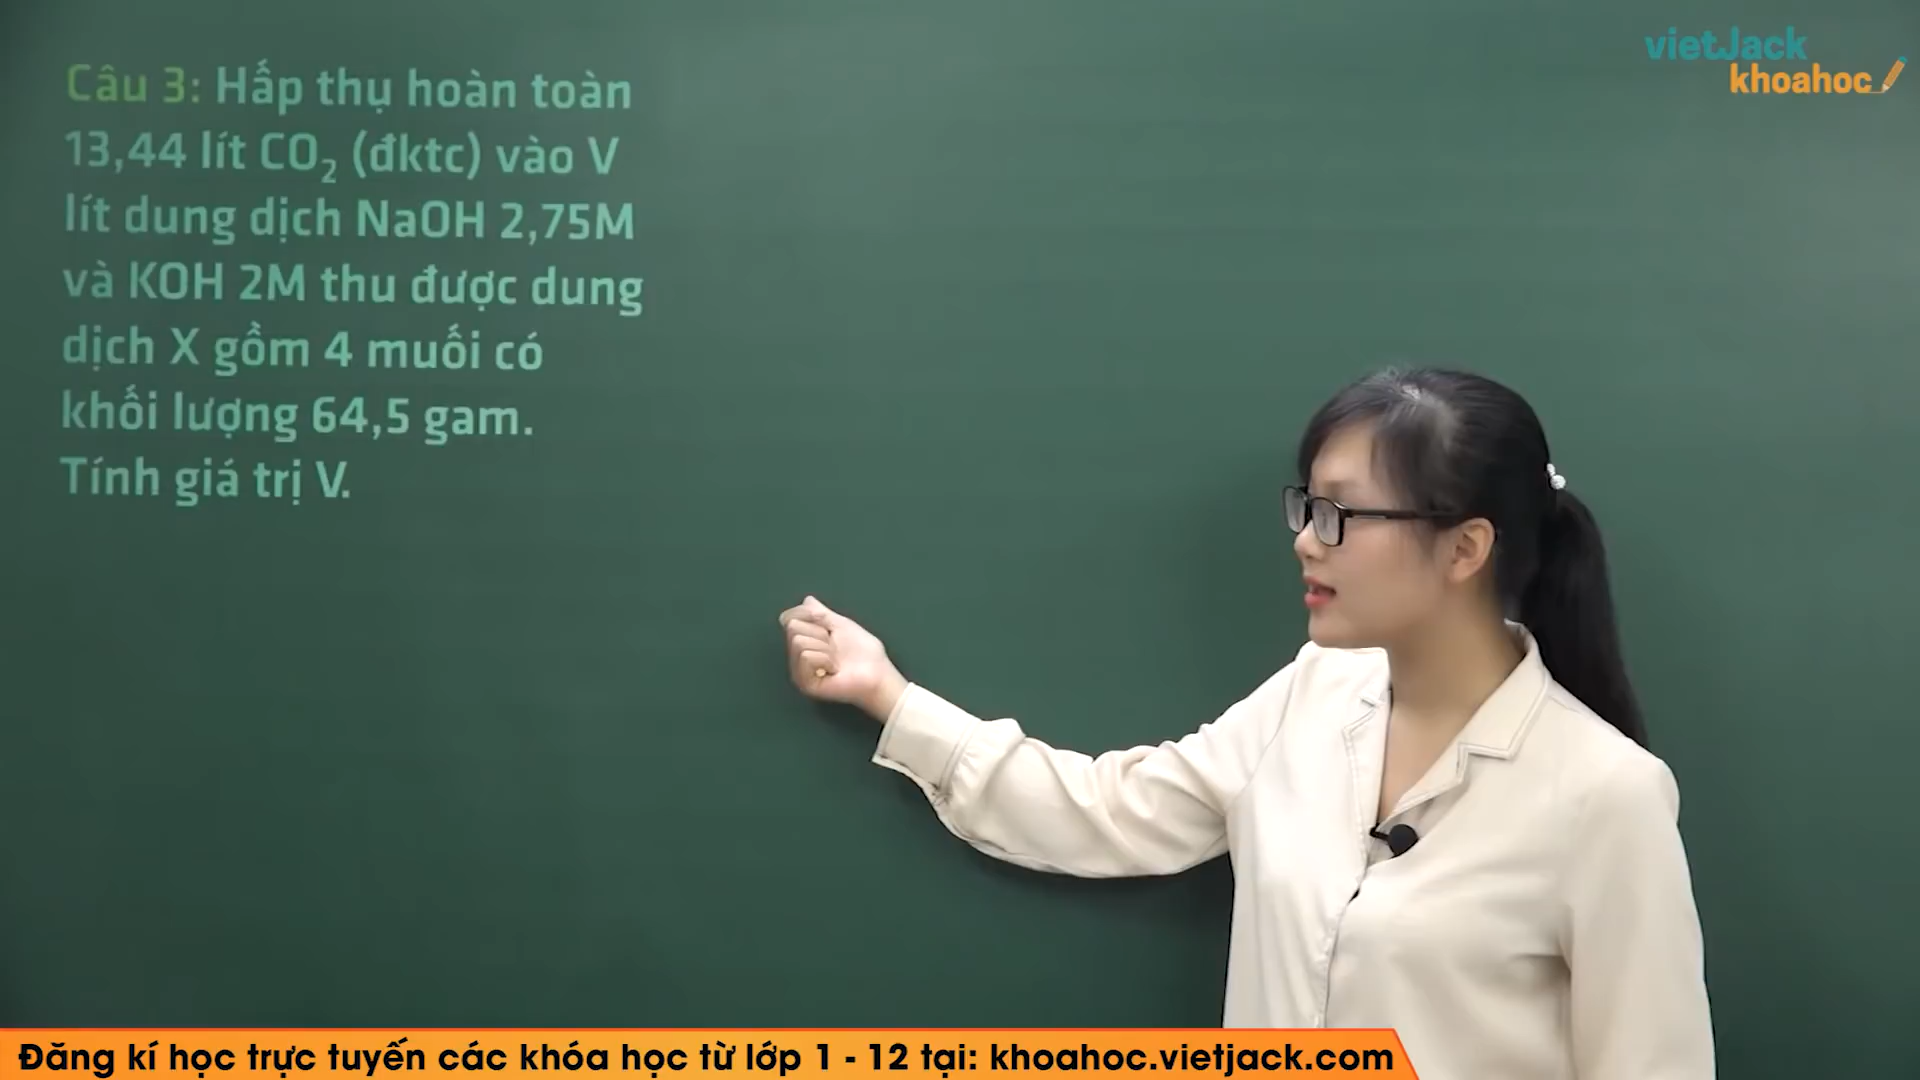 vietJack
khoahoc
Câu 3: Hấp thụ hoàn toàn
13,44 lít CO₂ (đktc) vào V
lít dung dịch NaOH 2,75M
và KOH 2M thu được dung
dịch X gồm 4 muối có
khối lượng 64,5 gam.
Tính giá trị V.
Đăng kí học trực tuyến các khóa học từ lớp 1 - 12 tại: khoahoc.vietjack.com